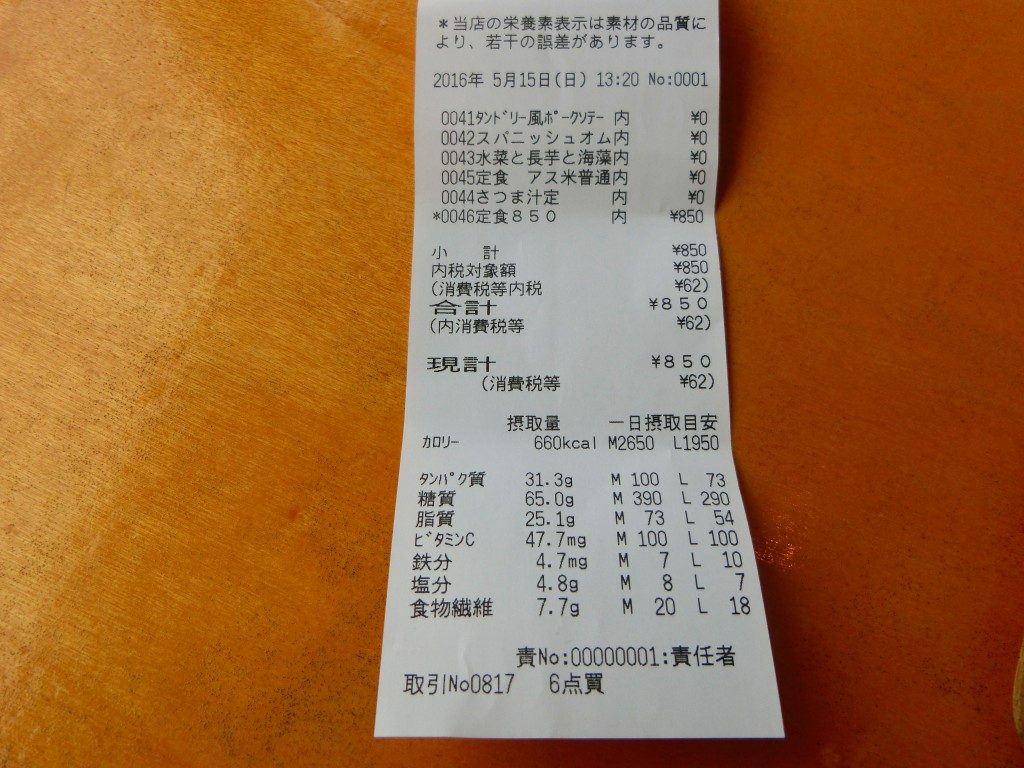 *当店の栄養素表示は素材の品質に
より、若干の誤差があります。
2016年 5月15日(日) 13:20 No:0001
0041ﾀﾝﾄﾞﾘｰ風ﾎﾟｰｸｿﾃｰ 内 ¥0
0042スパニッシュオム内 ¥0
0043水菜と長芋と海藻内 ¥0
0045定食 アス米普通内 ¥0
0044さつま汁定 内 ¥0
*0046定食８５０ 内 ¥850
小 計 ¥850
内税対象額 ¥850
(消費税等内税 ¥62)
合計 ¥８５０
(内消費税等 ¥62)
現計 ¥８５０
(消費税等 ¥62)
摂取量 一日摂取目安
ｶﾛﾘｰ 660kcal M2650 L1950
ﾀﾝﾊﾟｸ質 31.3g M 100 L 73
糖質 65.0g M 390 L 290
脂質 25.1g M 73 L 54
ﾋﾞﾀﾐﾝC 47.7mg M 100 L 100
鉄分 4.7mg M 7 L 10
塩分 4.8g M 8 L 7
食物繊維 7.7g M 20 L 18
責No:00000001:責任者
取引No0817 6点買